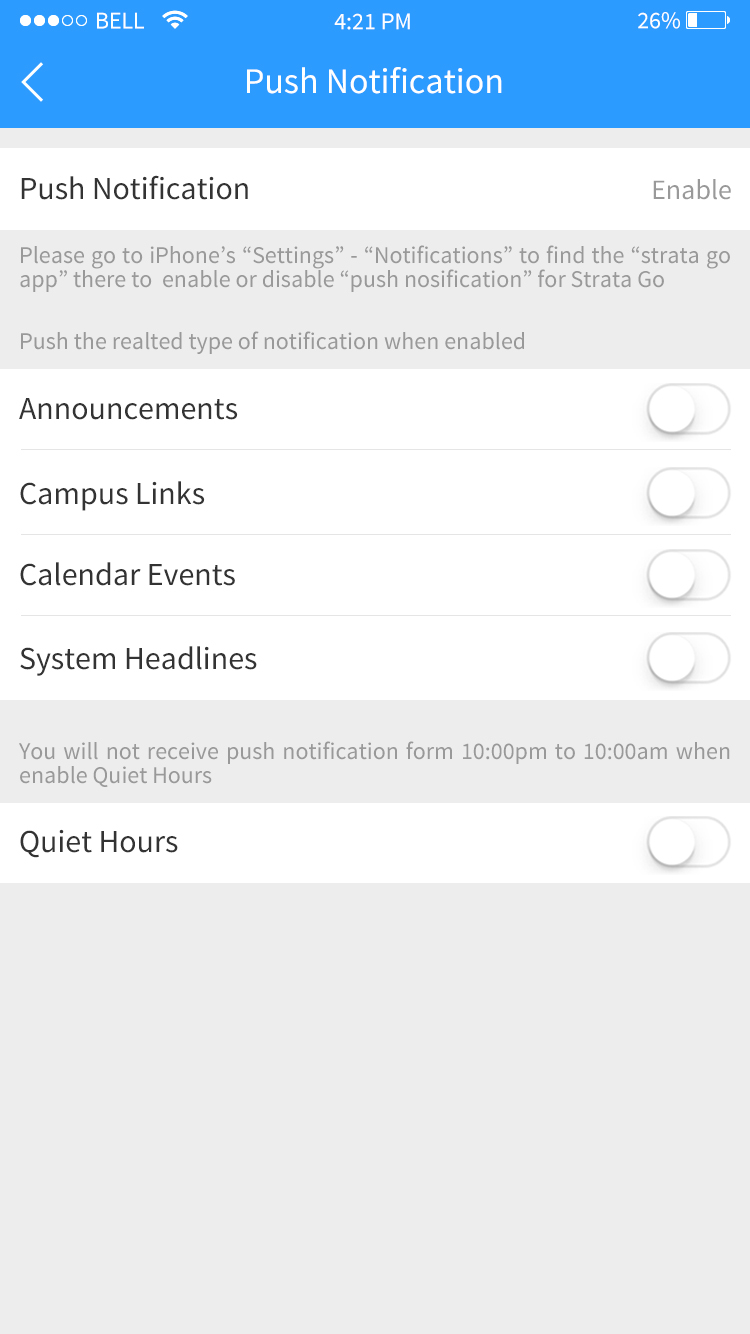 BELL 4:21 PM 26%
Push Notification
Push Notification Enable
Please go to iPhone’s “Settings” - “Notifications” to find the “strata go
app” there to  enable or disable “push nosification” for Strata Go
Push the realted type of notification when enabled
Announcements
Campus Links
Calendar Events
System Headlines
You will not receive push notification form 10:00pm to 10:00am when
enable Quiet Hours
Quiet Hours